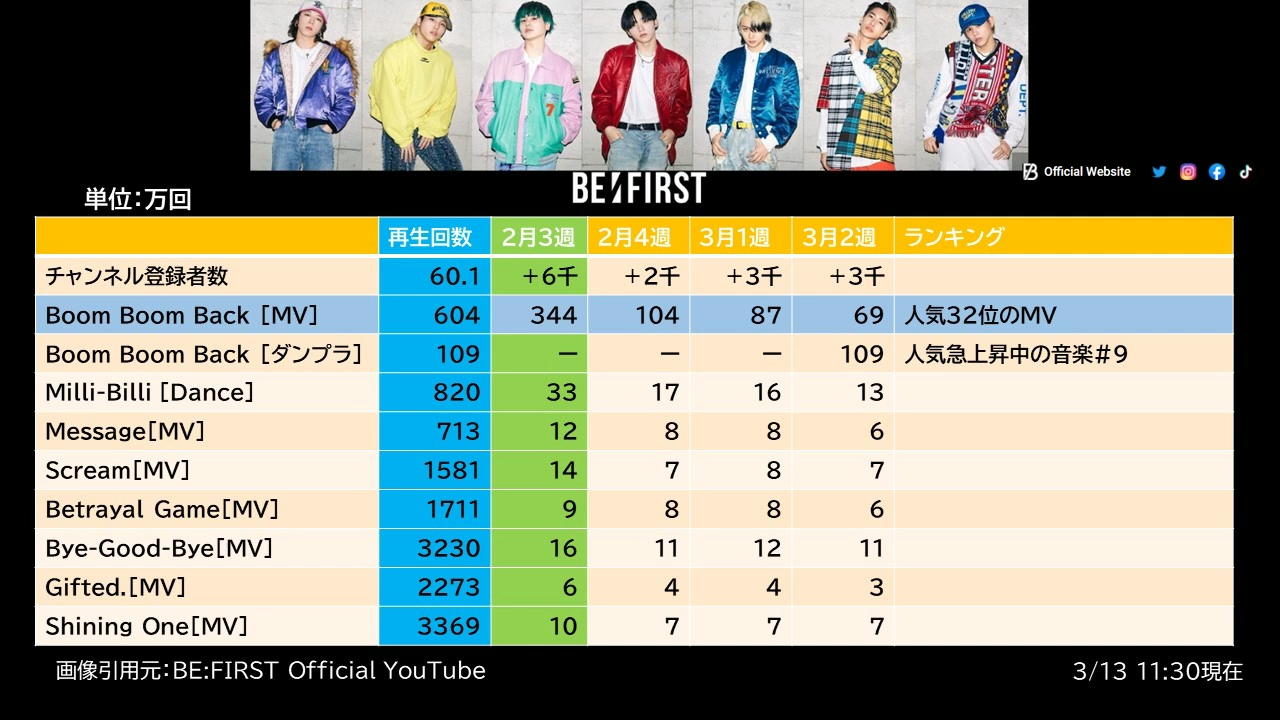 Official Website
BE:FIRST
単位:万回
再生回数 2月3週 2月4週 3月1週 3月2週 ランキング
チャンネル登録者数 60.1 +6千 +2千 +3千 +3千
Boom Boom Back [MV] 604 344 104 87 69 人気32位のMV
Boom Boom Back [ダンプラ] 109 ー ー ー 109 人気急上昇中の音楽#9
Milli-Billi [Dance] 820 33 17 16 13
Message[MV] 713 12 8 8 6
Scream[MV] 1581 14 7 8 7
Betrayal Game[MV] 1711 9 8 8 6
Bye-Good-Bye[MV] 3230 16 11 12 11
Gifted.[MV] 2273 6 4 4 3
Shining One[MV] 3369 10 7 7 7
画像引用元:BE:FIRST Official YouTube
3/13 11:30現在